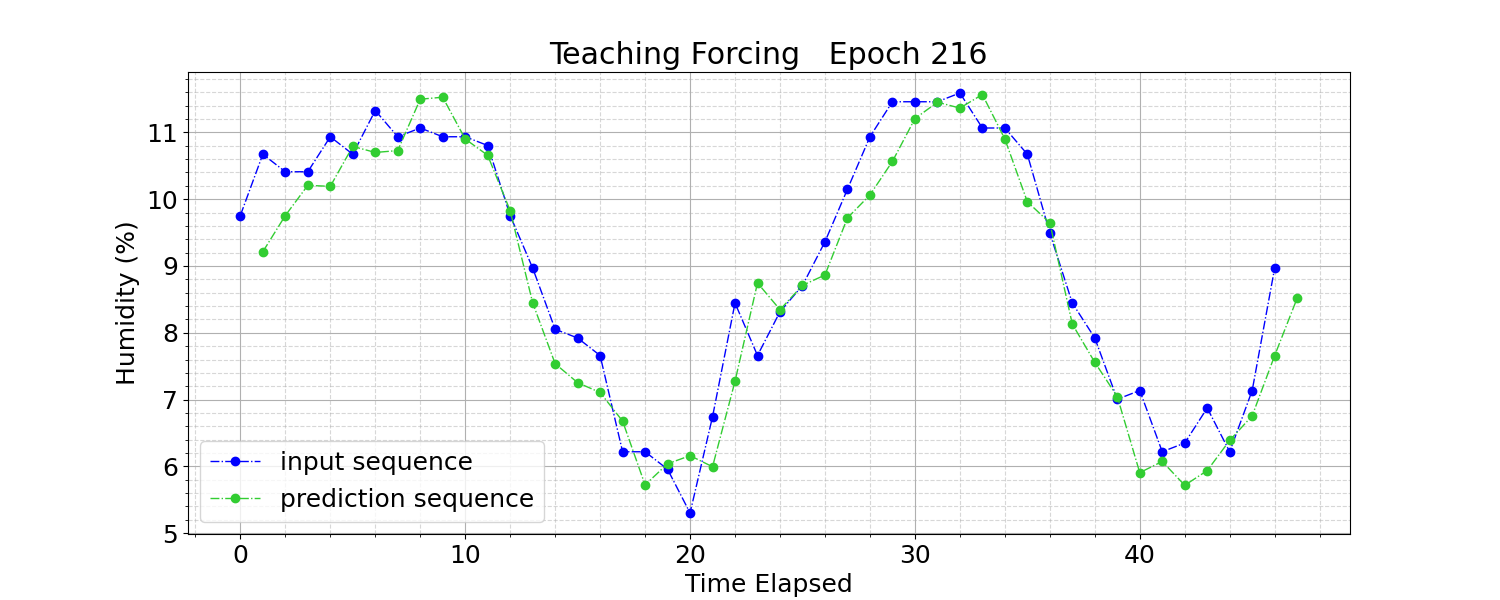 Teaching Forcing   Epoch 216
Humidity (%)
11
10
9
8
7
6
5
input sequence
prediction sequence
0 10 20 30 40
Time Elapsed